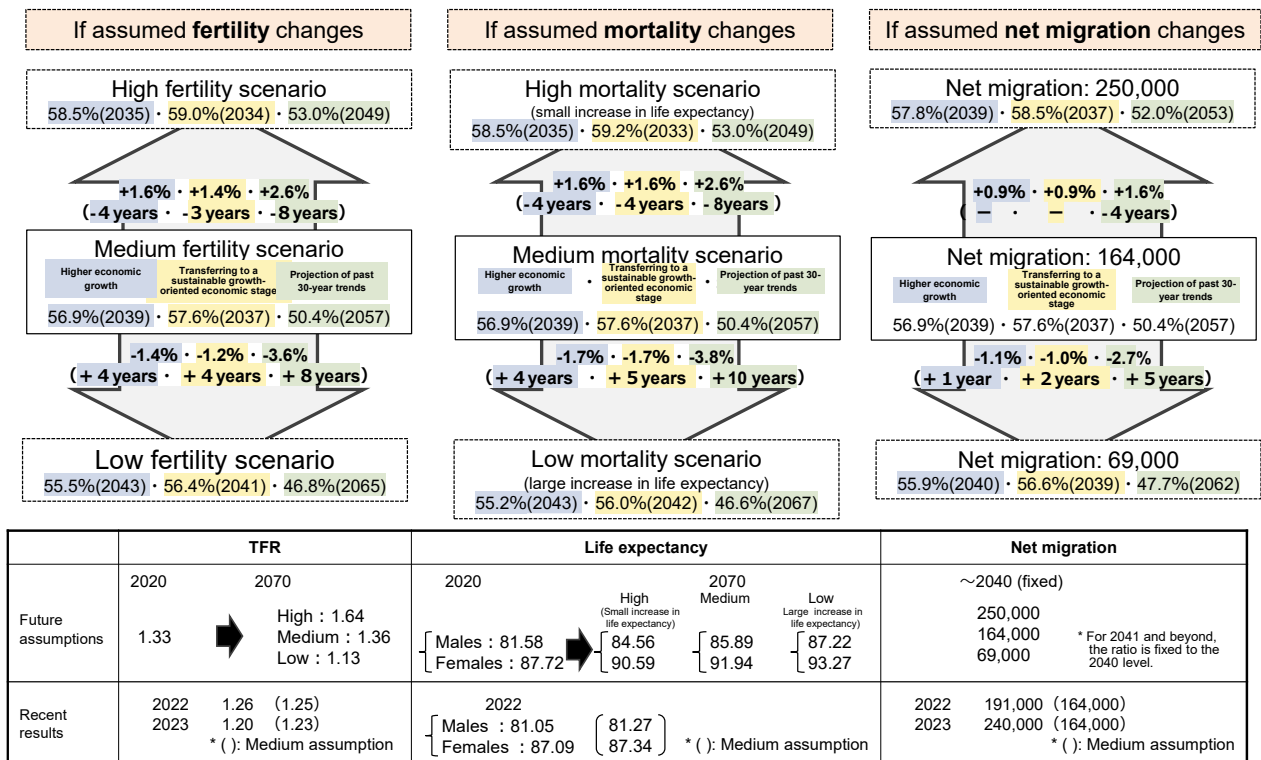 If assumed fertility changes
High fertility scenario
58.5%(2035)・59.0%(2034)・53.0%(2049)
+1.6%・+1.4%・+2.6%
(-4 years・-3 years・-8 years)
Medium fertility scenario
Higher economic
growth
Transferring to a
sustainable growth-
oriented economic stage
Projection of past
30-year trends
56.9%(2039)・57.6%(2037)・50.4%(2057)
-1.4%・-1.2%・-3.6%
(+4 years・+4 years・+8 years)
Low fertility scenario
55.5%(2043)・56.4%(2041)・46.8%(2065)
If assumed mortality changes
High mortality scenario
(small increase in life expectancy)
58.5%(2035)・59.2%(2033)・53.0%(2049)
+1.6%・+1.6%・+2.6%
(-4 years・-4 years・-8years)
Medium mortality scenario
Higher economic
growth
・
Transferring to a
sustainable growth-
oriented economic
stage
・
Projection of past 30-
year trends
56.9%(2039)・57.6%(2037)・50.4%(2057)
-1.7%・-1.7%・-3.8%
(+4 years・+5 years・+10 years)
Low mortality scenario
(large increase in life expectancy)
55.2%(2043)・56.0%(2042)・46.6%(2067)
If assumed net migration changes
Net migration: 250,000
57.8%(2039)・58.5%(2037)・52.0%(2053)
+0.9%・+0.9%・+1.6%
(－・－・-4 years)
Net migration: 164,000
Higher economic
growth
Transferring to a
sustainable growth-
oriented economic
stage
Projection of past 30-
year trends
56.9%(2039)・57.6%(2037)・50.4%(2057)
-1.1%・-1.0%・-2.7%
(+1 year・+2 years・+5 years)
Net migration: 69,000
55.9%(2040)・56.6%(2039)・47.7%(2062)
TFR
Life expectancy
Net migration
Future
assumptions
2020 2070
1.33
High：1.64
Medium：1.36
Low：1.13
2020 2070
High
(Small increase in
life expectancy)
Medium
Low
Large increase in
life expectancy)
Males：81.58 84.56 85.89 87.22
Females：87.72 90.59 91.94 93.27
～2040 (fixed)
250,000
164,000
69,000
* For 2041 and beyond,
the ratio is fixed to the
2040 level.
Recent
results
2022 1.26 （1.25）
2023 1.20 （1.23）
* ( ): Medium assumption
2022
Males：81.05 81.27
Females：87.09 87.34
* ( ): Medium assumption
2022 191,000（164,000）
2023 240,000（164,000）
* ( ): Medium assumption